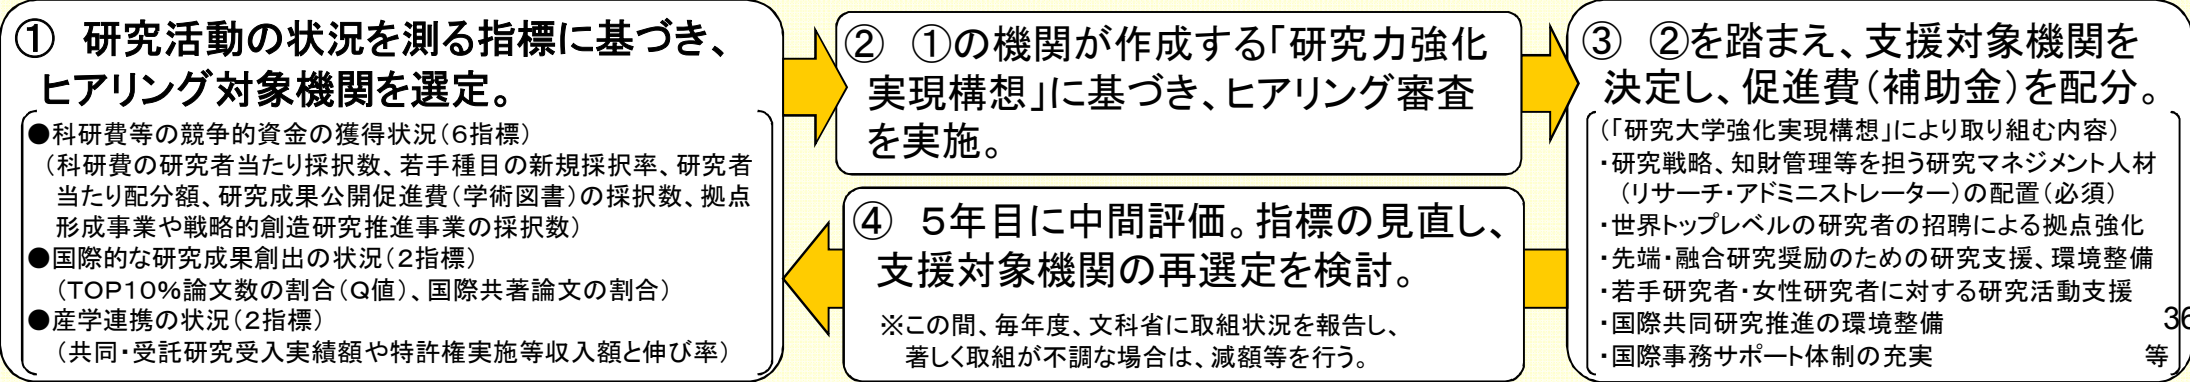 ① 研究活動の状況を測る指標に基づき、
ヒアリング対象機関を選定。
●科研費等の競争的資金の獲得状況(6指標)
(科研費の研究者当たり採択数、若手種目の新規採択率、研究者
当たり配分額、研究成果公開促進費(学術図書)の採択数、拠点
形成事業や戦略的創造研究推進事業の採択数)
●国際的な研究成果創出の状況(2指標)
(TOP10%論文数の割合(Q値)、国際共著論文の割合)
●産学連携の状況(2指標)
(共同・受託研究受入実績額や特許権実施等収入額と伸び率)
② ①の機関が作成する「研究力強化
実現構想」に基づき、ヒアリング審査
を実施。
③ ②を踏まえ、支援対象機関を
決定し、促進費(補助金)を配分。
(「研究大学強化実現構想」により取り組む内容)
・研究戦略、知財管理等を担う研究マネジメント人材
(リサーチ・アドミニストレーター)の配置(必須)
・世界トップレベルの研究者の招聘による拠点強化
・先端・融合研究奨励のための研究支援、環境整備
・若手研究者・女性研究者に対する研究活動支援
・国際共同研究推進の環境整備
・国際事務サポート体制の充実 等
④ 5年目に中間評価。指標の見直し、
支援対象機関の再選定を検討。
※この間、毎年度、文科省に取組状況を報告し、
著しく取組が不調な場合は、減額等を行う。
36